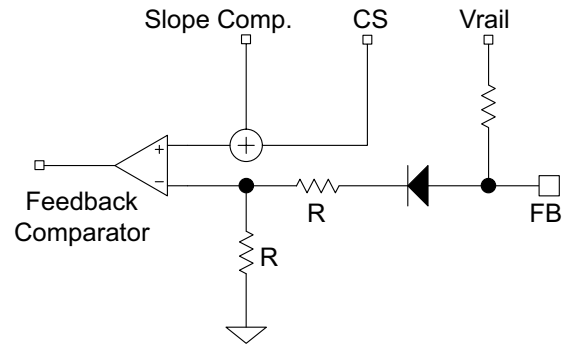 Slope Comp.
CS
Vrail
+
+
−
Feedback
Comparator
R
FB
R